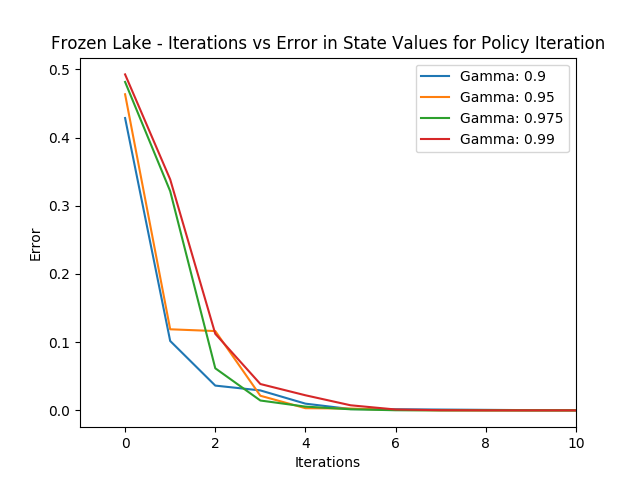 Frozen Lake - Iterations vs Error in State Values for Policy Iteration
Gamma: 0.9
Gamma: 0.95
Gamma: 0.975
Gamma: 0.99
Error
0.5
0.4
0.3
0.2
0.1
0.0
0 2 4 6 8 10
Iterations